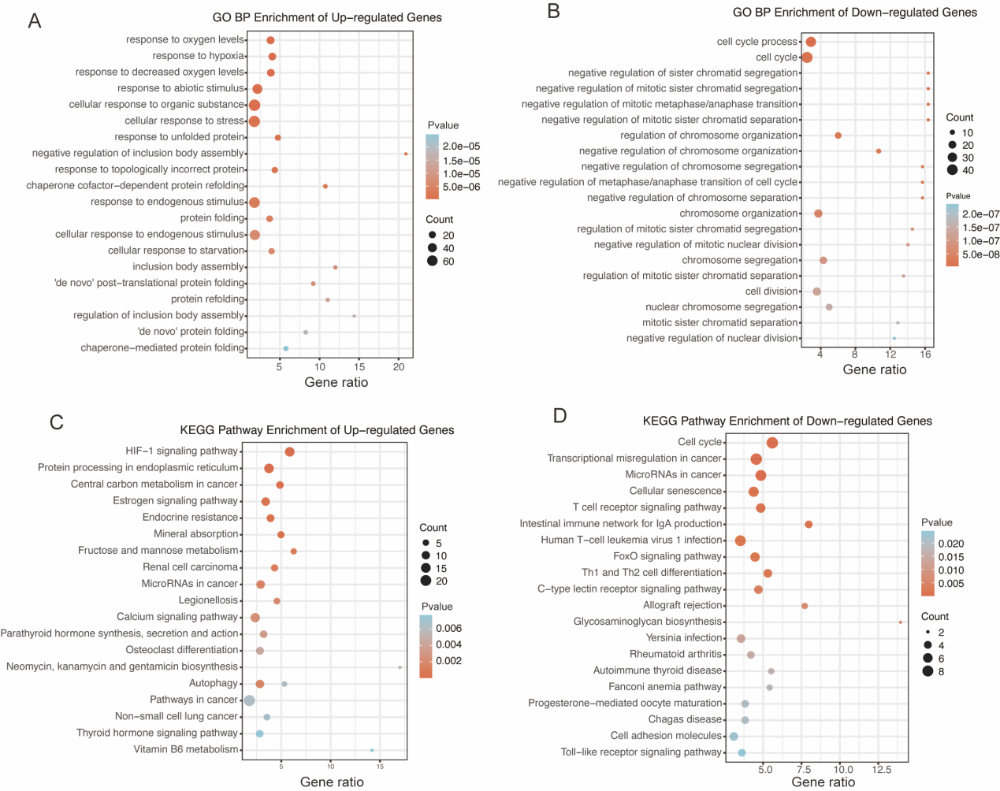 A
GO BP Enrichment of Up−regulated Genes
response to oxygen levels
response to hypoxia
response to decreased oxygen levels
response to abiotic stimulus
cellular response to organic substance
cellular response to stress
response to unfolded protein
negative regulation of inclusion body assembly
response to topologically incorrect protein
chaperone cofactor−dependent protein refolding
response to endogenous stimulus
protein folding
cellular response to endogenous stimulus
cellular response to starvation
inclusion body assembly
'de novo' post−translational protein folding
protein refolding
regulation of inclusion body assembly
'de novo' protein folding
chaperone−mediated protein folding
5 10 15 20
Gene ratio
Pvalue
2.0e−05
1.5e−05
1.0e−05
5.0e−06
Count
20
40
60
B
GO BP Enrichment of Down−regulated Genes
cell cycle process
cell cycle
negative regulation of sister chromatid segregation
negative regulation of mitotic sister chromatid segregation
negative regulation of mitotic metaphase/anaphase transition
negative regulation of mitotic sister chromatid separation
regulation of chromosome organization
negative regulation of chromosome organization
negative regulation of chromosome segregation
negative regulation of metaphase/anaphase transition of cell cycle
negative regulation of chromosome separation
chromosome organization
regulation of mitotic sister chromatid segregation
negative regulation of mitotic nuclear division
chromosome segregation
regulation of mitotic sister chromatid separation
cell division
nuclear chromosome segregation
mitotic sister chromatid separation
negative regulation of nuclear division
4 8 12 16
Gene ratio
Count
10
20
30
40
Pvalue
2.0e−07
1.5e−07
1.0e−07
5.0e−08
C
KEGG Pathway Enrichment of Up−regulated Genes
HIF−1 signaling pathway
Protein processing in endoplasmic reticulum
Central carbon metabolism in cancer
Estrogen signaling pathway
Endocrine resistance
Mineral absorption
Fructose and mannose metabolism
Renal cell carcinoma
MicroRNAs in cancer
Legionellosis
Calcium signaling pathway
Parathyroid hormone synthesis, secretion and action
Osteoclast differentiation
Neomycin, kanamycin and gentamicin biosynthesis
Autophagy
Pathways in cancer
Non−small cell lung cancer
Thyroid hormone signaling pathway
Vitamin B6 metabolism
5 10 15
Gene ratio
Count
5
10
15
20
Pvalue
0.006
0.004
0.002
D
KEGG Pathway Enrichment of Down−regulated Genes
Cell cycle
Transcriptional misregulation in cancer
MicroRNAs in cancer
Cellular senescence
T cell receptor signaling pathway
Intestinal immune network for IgA production
Human T−cell leukemia virus 1 infection
FoxO signaling pathway
Th1 and Th2 cell differentiation
C−type lectin receptor signaling pathway
Allograft rejection
Glycosaminoglycan biosynthesis
Yersinia infection
Rheumatoid arthritis
Autoimmune thyroid disease
Fanconi anemia pathway
Progesterone−mediated oocyte maturation
Chagas disease
Cell adhesion molecules
Toll−like receptor signaling pathway
5.0 7.5 10.0 12.5
Gene ratio
Pvalue
0.020
0.015
0.010
0.005
Count
2
4
6
8